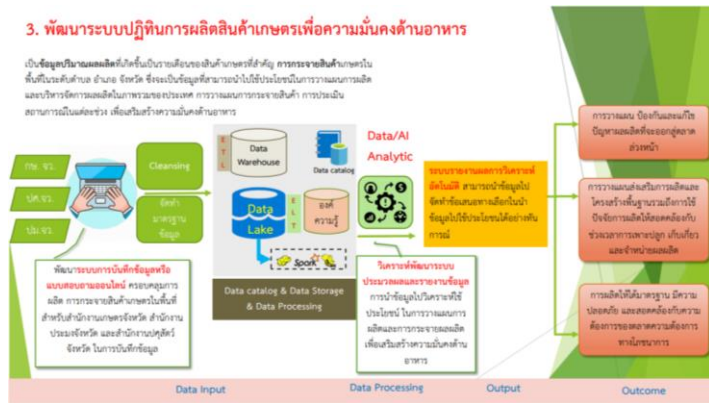 3. พัฒนาระบบปฏิทินการผลิตสินค้าเกษตรเพื่อความมั่นคงด้านอาหาร
เป็นข้อมูลปริมาณผลผลิตที่เกิดขึ้นเป็นรายเดือนของสินค้าเกษตรที่สำคัญ การกระจายสินค้าเกษตรใน
พื้นที่ในระดับตำบล อำเภอ จังหวัด ซึ่งจะเป็นข้อมูลที่สามารถนำไปใช้ประโยชน์ในการวางแผนการผลิต
และบริหารจัดการผลผลิตในภาพรวมของประเทศ การวางแผนการกระจายสินค้า การประเมิน
สถานการณ์ในแต่ละช่วง เพื่อเสริมสร้างความมั่นคงด้านอาหาร
กษ. จว.
ปศ.จว.
ปม.จว.
Cleansing
จัดทำ
มาตรฐาน
ข้อมูล
E
T
L
Data
Warehouse
Data catalog
Data
Lake
E
L
T
องค์
ความรู้
Spark
Data catalog & Data Storage
& Data Processing
Data/AI
Analytic
ระบบรายงานผลการวิเคราะห์
อัตโนมัติ สามารถนำข้อมูลไป
จัดทำข้อเสนอทางเลือกในนำ
ข้อมูลไปใช้ประโยชน์ได้อย่างทัน
การณ์
การวางแผน ป้องกันและแก้ไข
ปัญหาผลผลิตที่จะออกสู่ตลาด
ล่วงหน้า
การวางแผนส่งเสริมการผลิตและ
โครงสร้างพื้นฐานรวมถึงการใช้
ปัจจัยการผลิตให้สอดคล้องกับ
ช่วงเวลาการเพาะปลูก เก็บเกี่ยว
และจำหน่ายผลผลิต
การผลิตให้ได้มาตรฐาน มีความ
ปลอดภัย และสอดคล้องกับความ
ต้องการของตลาดความต้องการ
ทางโภชนาการ
พัฒนาระบบการบันทึกข้อมูลหรือ
แบบสอบถามออนไลน์ ครอบคลุมการ
ผลิต การกระจายสินค้าเกษตรในพื้นที่
สำหรับสำนักงานเกษตรจังหวัด สำนักงาน
ประมงจังหวัด และสำนักงานปศุสัตว์
จังหวัด ในการบันทึกข้อมูล
วิเคราะห์พัฒนาระบบ
ประมวลผลและรายงานข้อมูล
การนำข้อมูลไปวิเคราะห์ใช้
ประโยชน์ ในการวางแผนการ
ผลิตและการกระจายผลผลิต
เพื่อเสริมสร้างความมั่นคงด้าน
อาหาร
Data Input
Data Processing
Output
Outcome